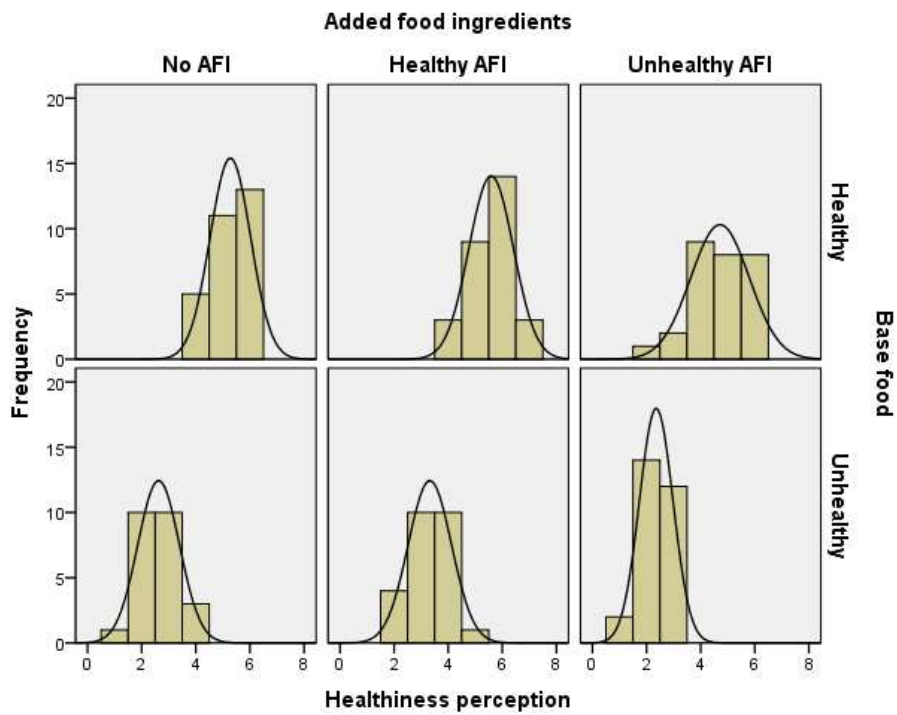 Added food ingredients
No AFI Healthy AFI Unhealthy AFI
20
15
10
5
0
Healthy
20
15
10
5
0
Unhealthy
Frequency
Base food
0 2 4 6 8 0 2 4 6 8 0 2 4 6 8
Healthiness perception